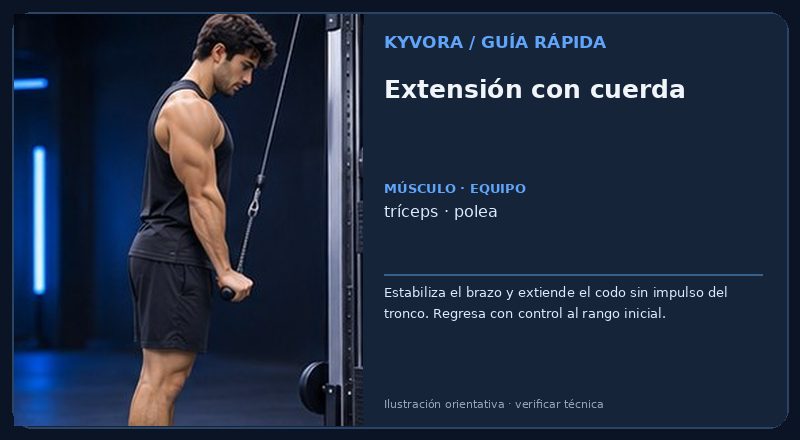 KYVORA / GUÍA RÁPIDA
Extensión con cuerda
MÚSCULO · EQUIPO
tríceps · polea
Estabiliza el brazo y extiende el codo sin impulso del
tronco. Regresa con control al rango inicial.
Ilustración orientativa · verificar técnica